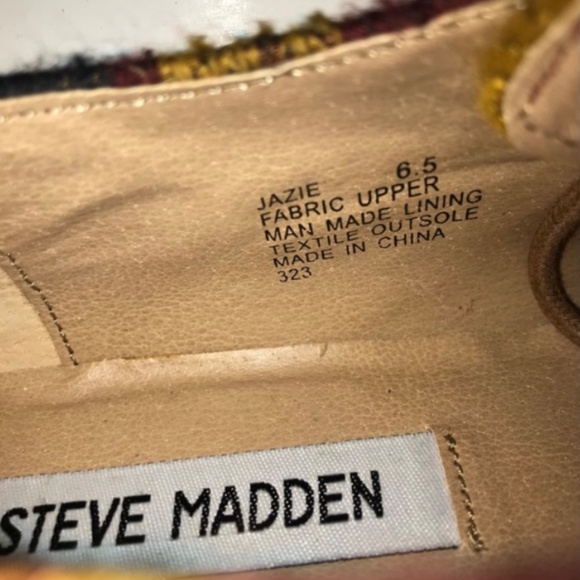 JAZIE 6.5
FABRIC UPPER
MAN MADE LINING
TEXTILE OUTSOLE
MADE IN CHINA
323
STEVE MADDEN